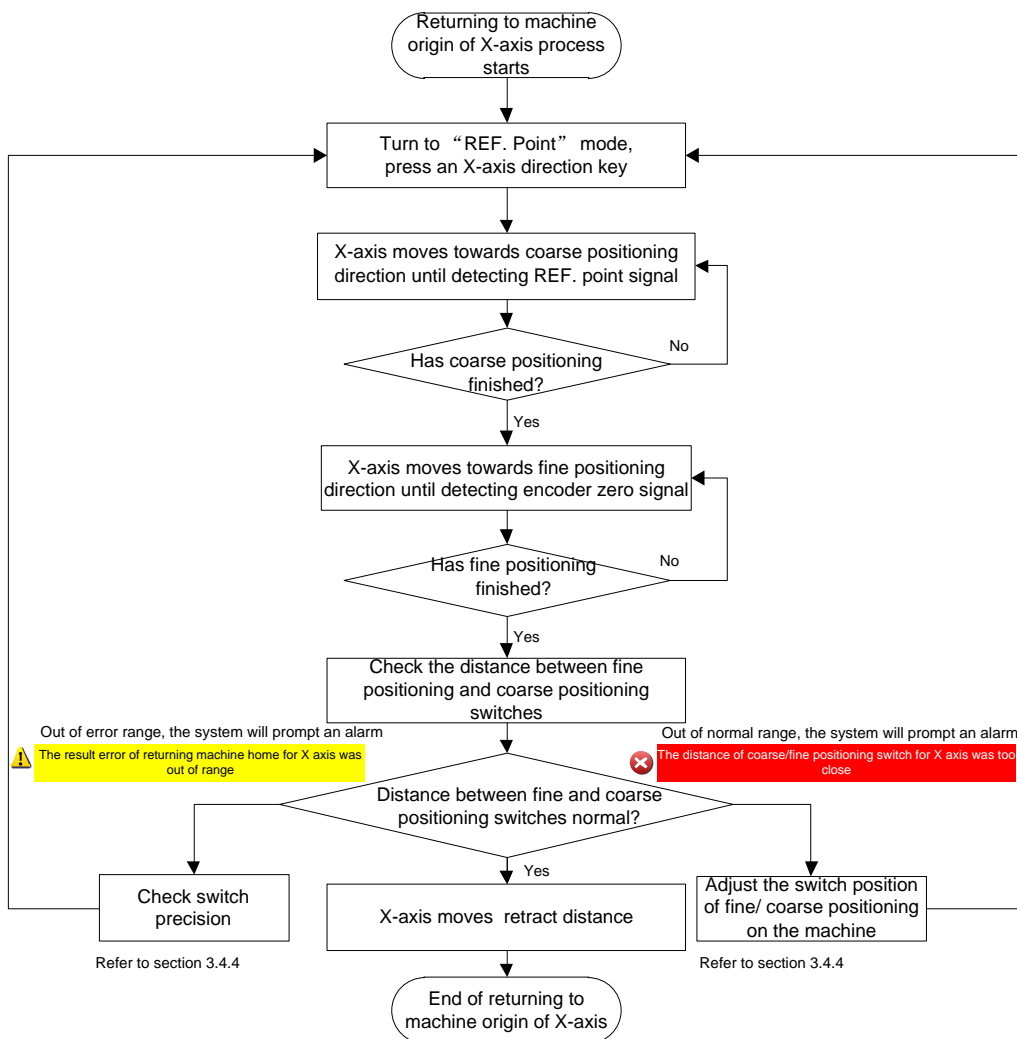 Returning to machine
origin of X-axis process
starts
Turn to “REF. Point” mode,
press an X-axis direction key
X-axis moves towards coarse positioning
direction until detecting REF. point signal
No
Has coarse positioning
finished?
Yes
X-axis moves towards fine positioning
direction until detecting encoder zero signal
Has fine positioning
finished?
No
Yes
Check the distance between fine
positioning and coarse positioning
switches
Out of error range, the system will prompt an alarm
The result error of returning machine home for X axis was
out of range
Out of normal range, the system will prompt an alarm
The distance of coarse/fine positioning switch for X axis was too
close
Distance between fine and coarse
positioning switches normal?
Yes
Check switch
precision
Refer to section 3.4.4
X-axis moves retract distance
Adjust the switch position
of fine/ coarse positioning
on the machine
Refer to section 3.4.4
End of returning to
machine origin of X-axis